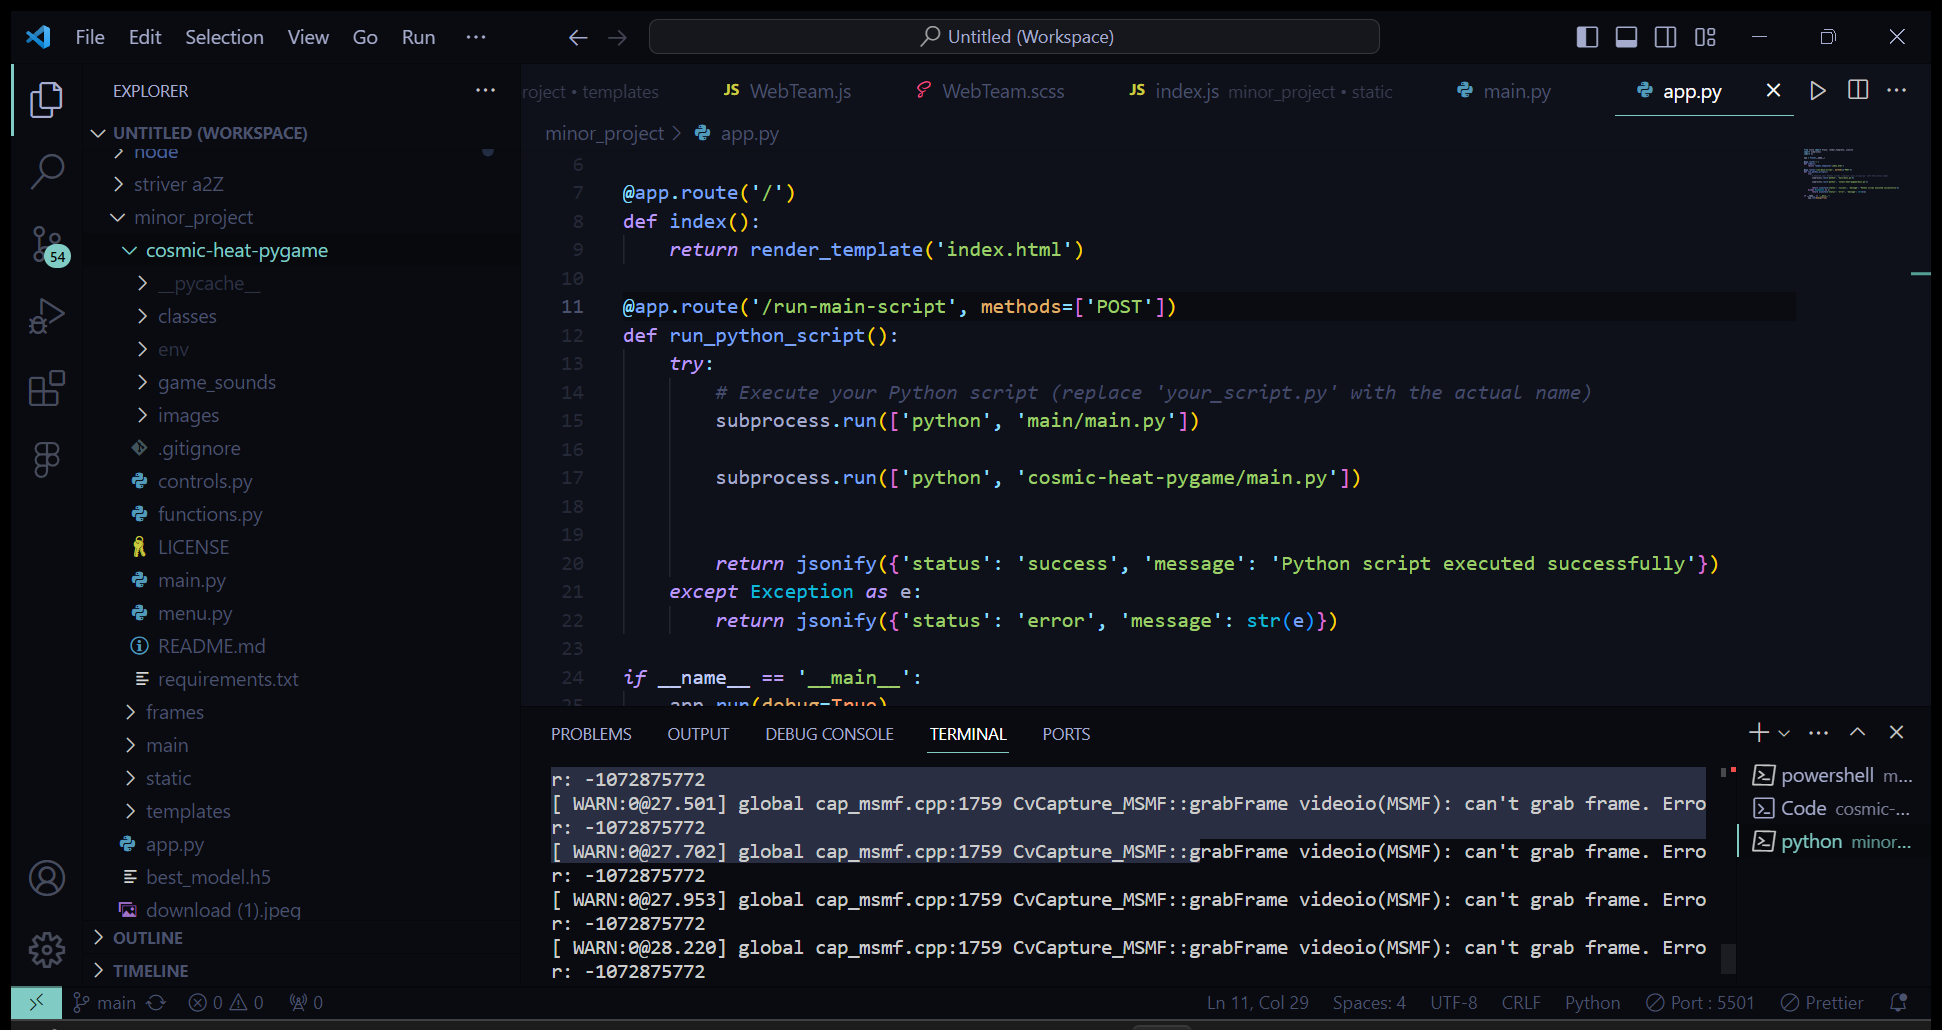 File Edit Selection View Go Run ···
Untitled (Workspace)
EXPLORER
UNTITLED (WORKSPACE)
node
striver a2Z
minor_project
cosmic-heat-pygame
__pycache__
classes
env
game_sounds
images
.gitignore
controls.py
functions.py
LICENSE
main.py
menu.py
README.md
requirements.txt
frames
main
static
templates
app.py
best_model.h5
download (1).jpeg
OUTLINE
TIMELINE
54
roject • templates
JS WebTeam.js
WebTeam.scss
JS index.js minor_project • static
main.py
app.py
minor_project > app.py
6
7 @app.route('/')
8 def index():
9 return render_template('index.html')
10
11 @app.route('/run-main-script', methods=['POST'])
12 def run_python_script():
13 try:
14 # Execute your Python script (replace 'your_script.py' with the actual name)
15 subprocess.run(['python', 'main/main.py'])
16
17 subprocess.run(['python', 'cosmic-heat-pygame/main.py'])
18
19
20 return jsonify({'status': 'success', 'message': 'Python script executed successfully'})
21 except Exception as e:
22 return jsonify({'status': 'error', 'message': str(e)})
23
24 if __name__ == '__main__':
25 app.run(debug=True)
PROBLEMS OUTPUT DEBUG CONSOLE TERMINAL PORTS
r: -1072875772
[ WARN:0@27.501] global cap_msmf.cpp:1759 CvCapture_MSMF::grabFrame videoio(MSMF): can't grab frame. Erro
r: -1072875772
[ WARN:0@27.702] global cap_msmf.cpp:1759 CvCapture_MSMF::grabFrame videoio(MSMF): can't grab frame. Erro
r: -1072875772
[ WARN:0@27.953] global cap_msmf.cpp:1759 CvCapture_MSMF::grabFrame videoio(MSMF): can't grab frame. Erro
r: -1072875772
[ WARN:0@28.220] global cap_msmf.cpp:1759 CvCapture_MSMF::grabFrame videoio(MSMF): can't grab frame. Erro
r: -1072875772
powershell m...
Code cosmic-...
python minor...
main 0 0 0
Ln 11, Col 29 Spaces: 4 UTF-8 CRLF Python Port : 5501 Prettier